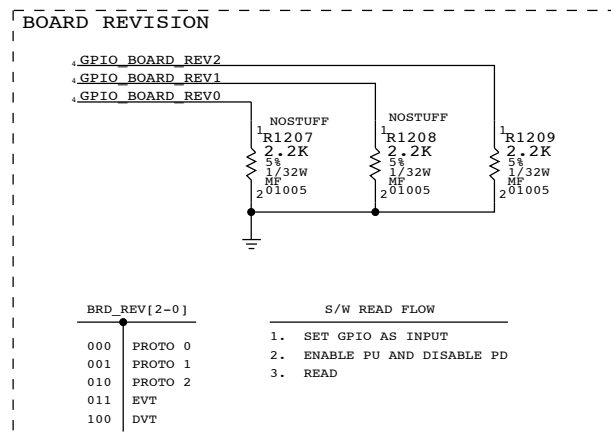 BOARD REVISION
4 GPIO_BOARD_REV2
4 GPIO_BOARD_REV1
4 GPIO_BOARD_REV0
NOSTUFF
1
R1207
2.2K
5%
1/32W
MF
2 01005
NOSTUFF
1
R1208
2.2K
5%
1/32W
MF
2 01005
1
R1209
2.2K
5%
1/32W
MF
2 01005
BRD_REV[2-0]
000 PROTO 0
001 PROTO 1
010 PROTO 2
011 EVT
100 DVT
S/W READ FLOW
1. SET GPIO AS INPUT
2. ENABLE PU AND DISABLE PD
3. READ